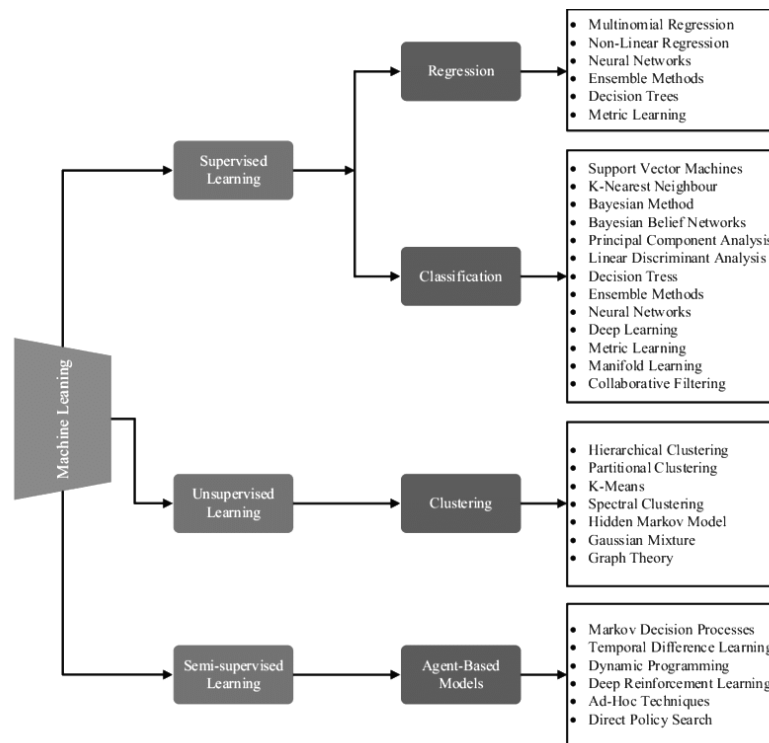 Machine Leaning
Supervised
Learning
Regression
Multinomial Regression
Non-Linear Regression
Neural Networks
Ensemble Methods
Decision Trees
Metric Learning
Classification
Support Vector Machines
K-Nearest Neighbour
Bayesian Method
Bayesian Belief Networks
Principal Component Analysis
Linear Discriminant Analysis
Decision Tress
Ensemble Methods
Neural Networks
Deep Learning
Metric Learning
Manifold Learning
Collaborative Filtering
Unsupervised
Learning
Clustering
Hierarchical Clustering
Partitional Clustering
K-Means
Spectral Clustering
Hidden Markov Model
Gaussian Mixture
Graph Theory
Semi-supervised
Learning
Agent-Based
Models
Markov Decision Processes
Temporal Difference Learning
Dynamic Programming
Deep Reinforcement Learning
Ad-Hoc Techniques
Direct Policy Search